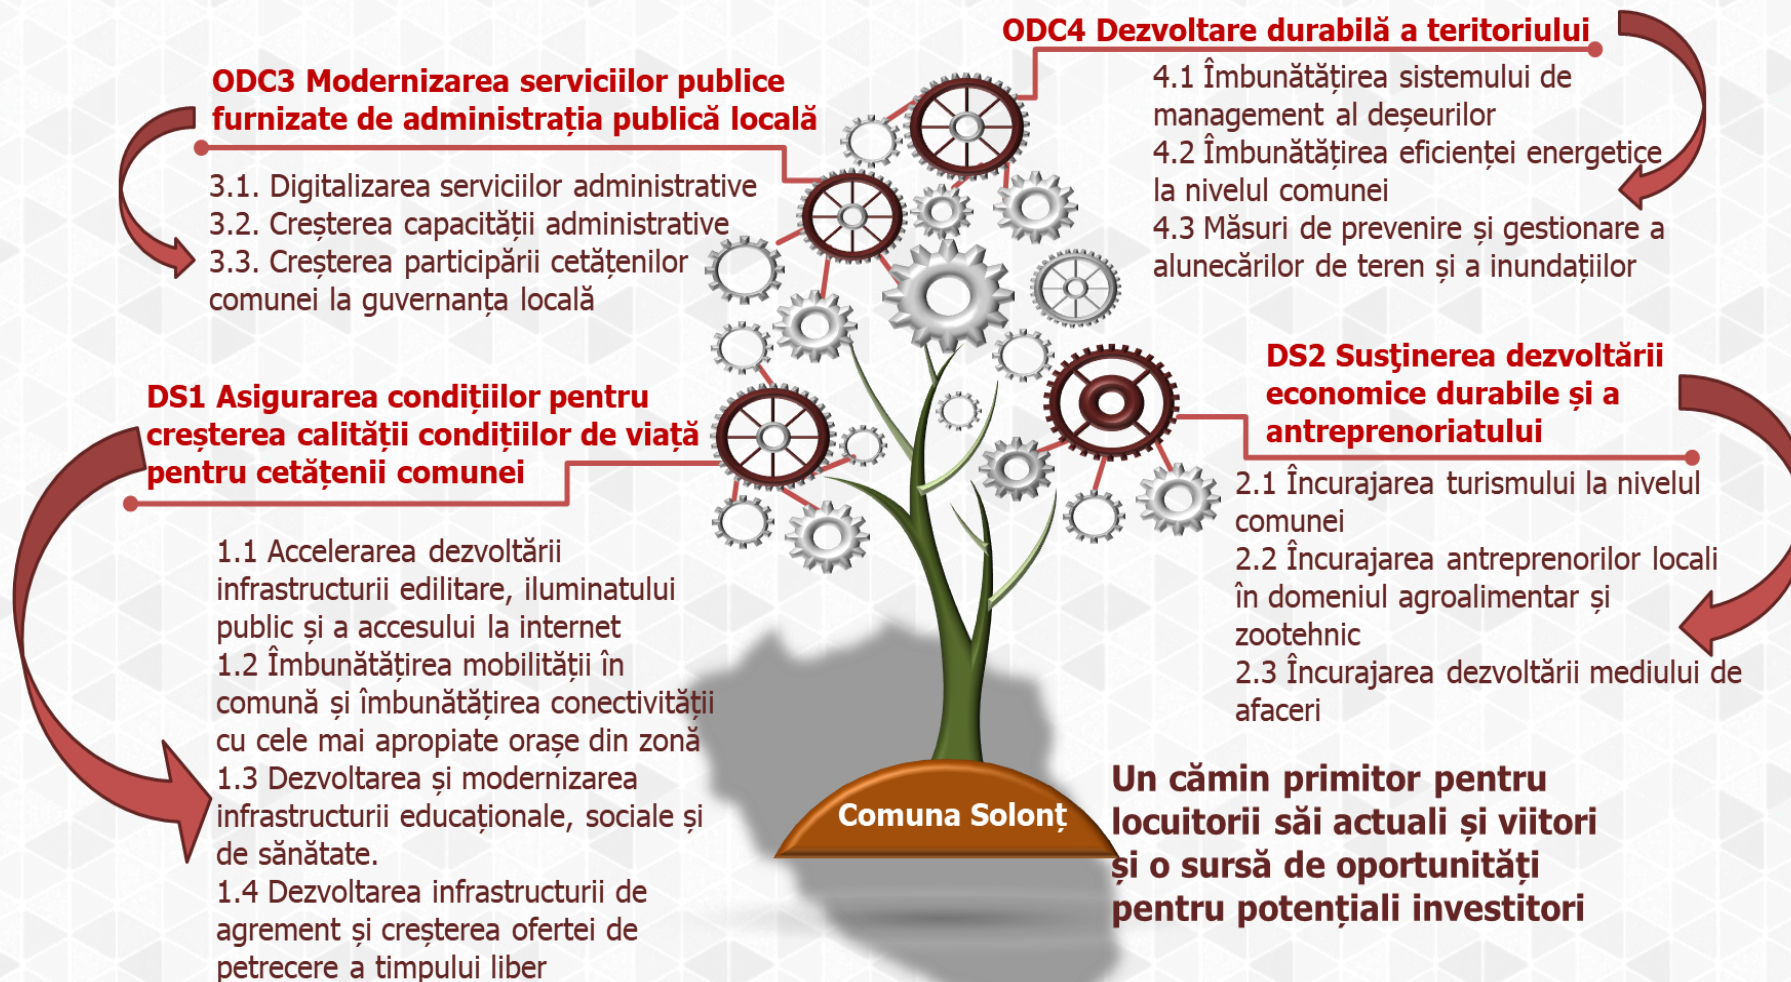 ODC3 Modernizarea serviciilor publice
furnizate de administrația publică locală
3.1. Digitalizarea serviciilor administrative
3.2. Creșterea capacității administrative
3.3. Creșterea participării cetățenilor
comunei la guvernanța locală
ODC4 Dezvoltare durabilă a teritoriului
4.1 Îmbunătățirea sistemului de
management al deșeurilor
4.2 Îmbunătățirea eficienței energetice
la nivelul comunei
4.3 Măsuri de prevenire și gestionare a
alunecărilor de teren și a inundațiilor
DS1 Asigurarea condițiilor pentru
creșterea calității condițiilor de viață
pentru cetățenii comunei
1.1 Accelerarea dezvoltării
infrastructurii edilitare, iluminatului
public și a accesului la internet
1.2 Îmbunătățirea mobilității în
comună și îmbunătățirea conectivității
cu cele mai apropiate orașe din zonă
1.3 Dezvoltarea și modernizarea
infrastructurii educaționale, sociale și
de sănătate.
1.4 Dezvoltarea infrastructurii de
agrement și creșterea ofertei de
petrecere a timpului liber
DS2 Susţinerea dezvoltării
economice durabile și a
antreprenoriatului
2.1 Încurajarea turismului la nivelul
comunei
2.2 Încurajarea antreprenorilor locali
în domeniul agroalimentar și
zootehnic
2.3 Încurajarea dezvoltării mediului de
afaceri
Comuna Solonț
Un cămin primitor pentru
locuitorii săi actuali și viitori
și o sursă de oportunități
pentru potențiali investitori